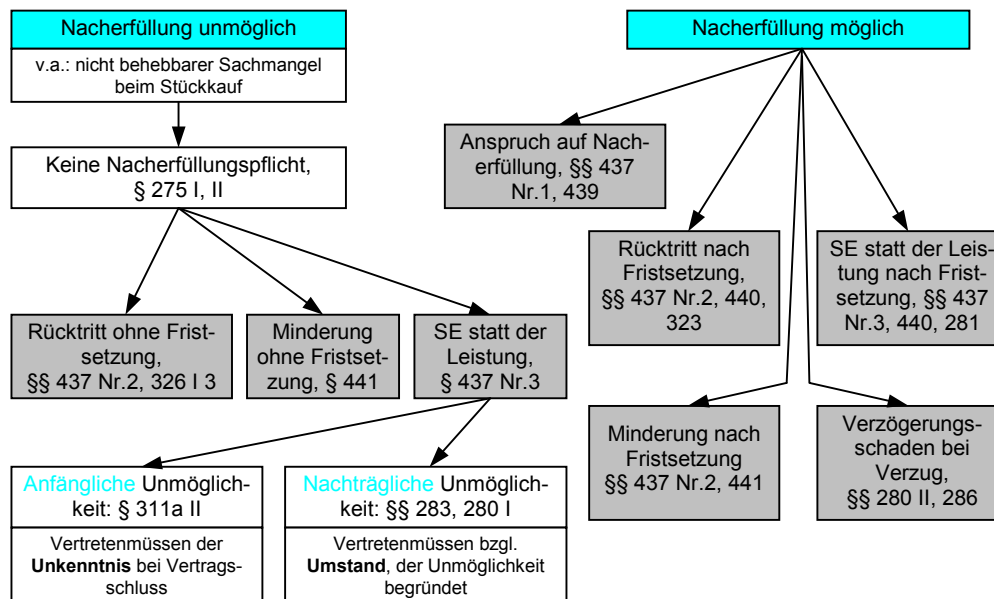 Nacherfüllung unmöglich
v.a.: nicht behebbarer Sachmangel
beim Stückkauf
Keine Nacherfüllungspflicht,
§ 275 I, II
Rücktritt ohne Frist-
setzung,
§§ 437 Nr.2, 326 I 3
Minderung
ohne Fristset-
zung, § 441
SE statt der
Leistung,
§ 437 Nr.3
Anfängliche Unmöglich-
keit: § 311a II
Vertretenmüssen der
Unkenntnis bei Vertrags-
schluss
Nachträgliche Unmöglich-
keit: §§ 283, 280 I
Vertretenmüssen bzgl.
Umstand, der Unmöglichkeit
begründet
Nacherfüllung möglich
Anspruch auf Nach-
erfüllung, §§ 437
Nr.1, 439
Rücktritt nach
Fristsetzung,
§§ 437 Nr.2, 440,
323
SE statt der Leis-
tung nach Frist-
setzung, §§ 437
Nr.3, 440, 281
Minderung nach
Fristsetzung
§§ 437 Nr.2, 441
Verzögerungs-
schaden bei
Verzug,
§§ 280 II, 286